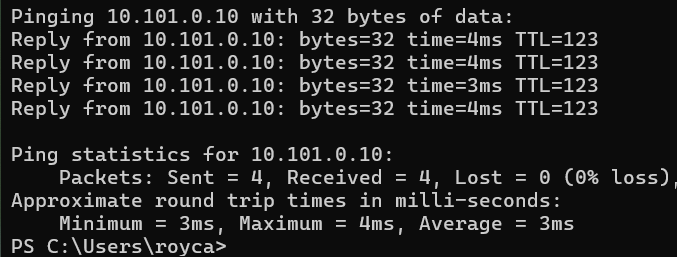 Pinging 10.101.0.10 with 32 bytes of data:
Reply from 10.101.0.10: bytes=32 time=4ms TTL=123
Reply from 10.101.0.10: bytes=32 time=4ms TTL=123
Reply from 10.101.0.10: bytes=32 time=3ms TTL=123
Reply from 10.101.0.10: bytes=32 time=4ms TTL=123
Ping statistics for 10.101.0.10:
Packets: Sent = 4, Received = 4, Lost = 0 (0% loss),
Approximate round trip times in milli-seconds:
Minimum = 3ms, Maximum = 4ms, Average = 3ms
PS C:\Users\royca>